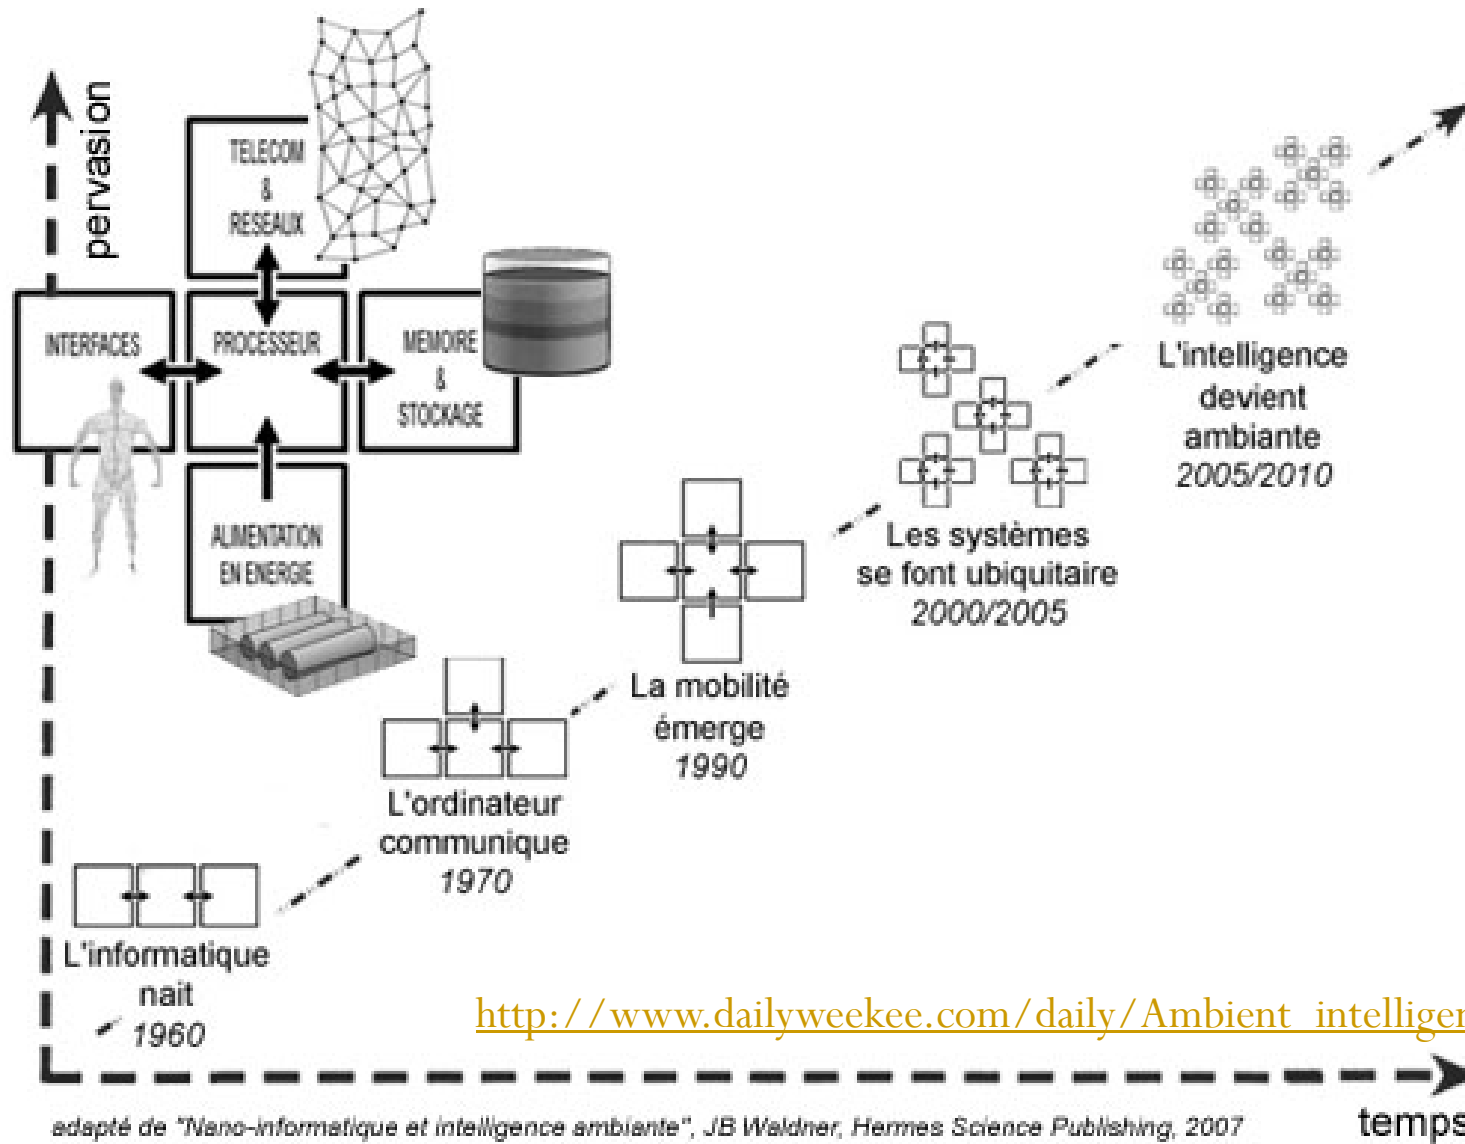 pervasion
TELECOM
&
RESEAUX
INTERFACES
PROCESSEUR
MEMOIRE
&
STOCKAGE
ALIMENTATION
EN ENERGIE
L'informatique
nait
1960
L'ordinateur
communique
1970
La mobilité
émerge
1990
Les systèmes
se font ubiquitaire
2000/2005
L'intelligence
devient
ambiante
2005/2010
http://www.dailyweekee.com/daily/Ambient_intelligen
temps
adapté de "Nano-informatique et intelligence ambiante", JB Waldner, Hermes Science Publishing, 2007